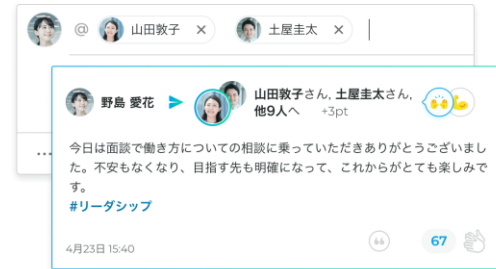 @ 山田敦子 × 土屋圭太 ×
野島 愛花
山田敦子さん, 土屋圭太さん,
他9人へ +3pt
今日は面談で働き方についての相談に乗っていただきありがとうございまし
た。不安もなくなり、目指す先も明確になって、これからがとても楽しみで
す。
#リーダシップ
4月23日 15:40
67